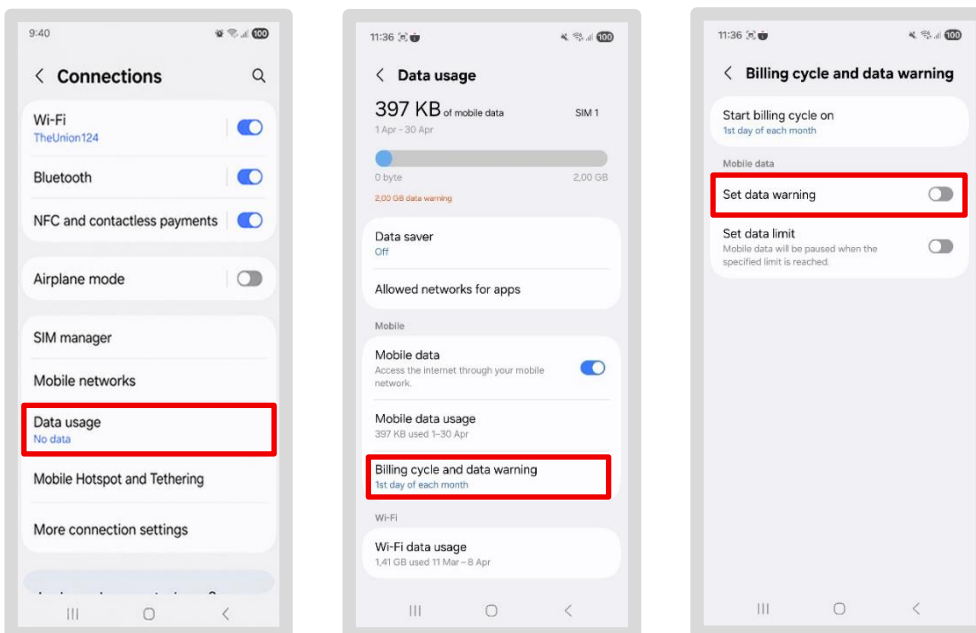 9:40
100
Connections
Wi-Fi
TheUnion124
Bluetooth
NFC and contactless payments
Airplane mode
SIM manager
Mobile networks
Data usage
No data
Mobile Hotspot and Tethering
More connection settings
11:36
100
Data usage
397 KB of mobile data
SIM 1
1 Apr - 30 Apr
0 byte
2,00 GB
2,00 GB data warning
Data saver
Off
Allowed networks for apps
Mobile
Mobile data
Access the internet through your mobile
network.
Mobile data usage
397 KB used 1–30 Apr
Billing cycle and data warning
1st day of each month
Wi-Fi
Wi-Fi data usage
1,41 GB used 11 Mar – 8 Apr
11:36
100
Billing cycle and data warning
Start billing cycle on
1st day of each month
Mobile data
Set data warning
Set data limit
Mobile data will be paused when the
specified limit is reached.